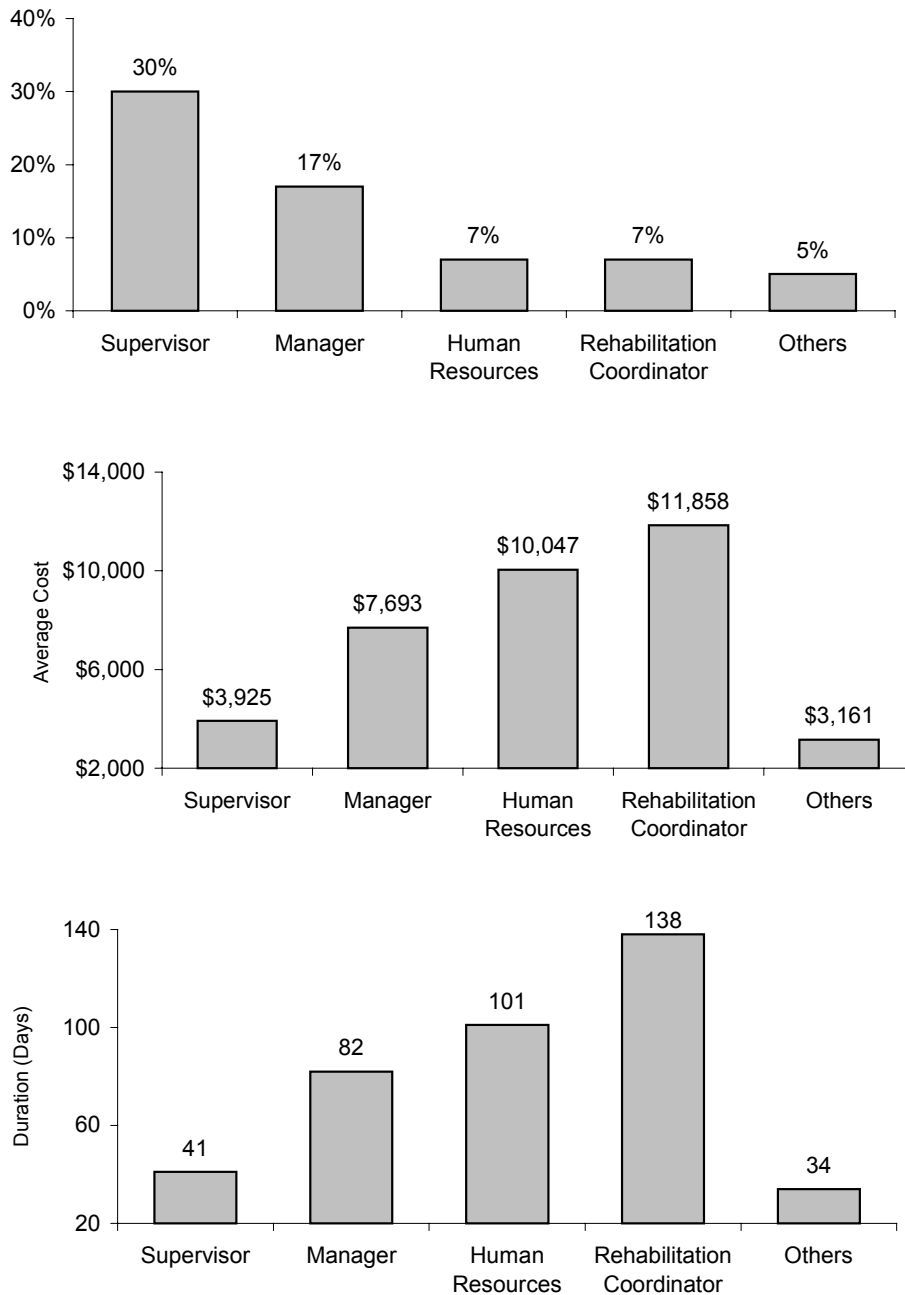 40%
30%
20%
10%
0%
30%
17%
7%
7%
5%
Supervisor
Manager
Human
Resources
Rehabilitation
Coordinator
Others
Average Cost
$14,000
$10,000
$6,000
$2,000
$3,925
$7,693
$10,047
$11,858
$3,161
Supervisor
Manager
Human
Resources
Rehabilitation
Coordinator
Others
Duration (Days)
140
100
60
20
41
82
101
138
34
Supervisor
Manager
Human
Resources
Rehabilitation
Coordinator
Others